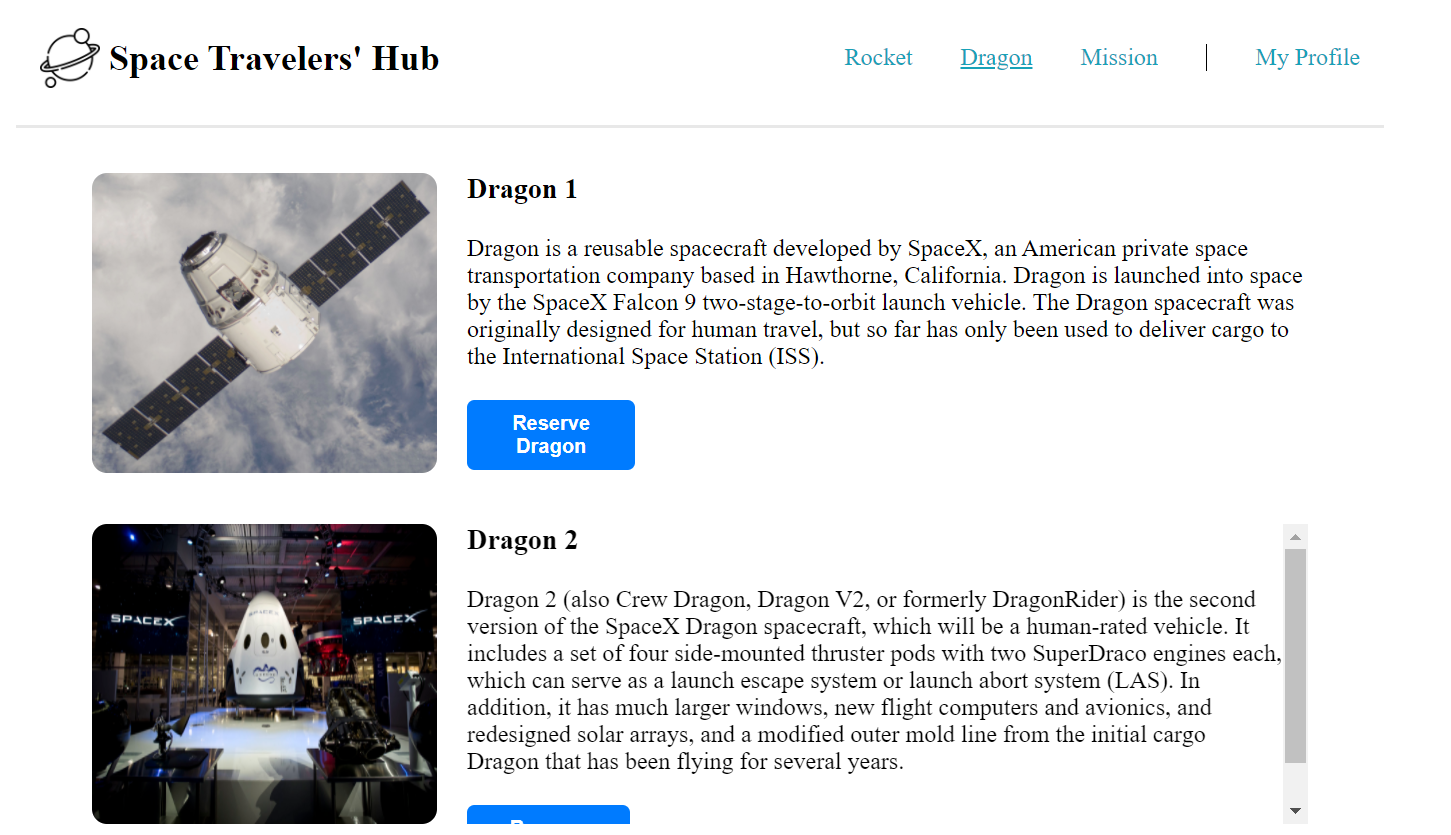 Space Travelers' Hub
Rocket Dragon Mission My Profile
Dragon 1
Dragon is a reusable spacecraft developed by SpaceX, an American private space
transportation company based in Hawthorne, California. Dragon is launched into space
by the SpaceX Falcon 9 two-stage-to-orbit launch vehicle. The Dragon spacecraft was
originally designed for human travel, but so far has only been used to deliver cargo to
the International Space Station (ISS).
Reserve
Dragon
SPACEX
SPACEX
Dragon 2
Dragon 2 (also Crew Dragon, Dragon V2, or formerly DragonRider) is the second
version of the SpaceX Dragon spacecraft, which will be a human-rated vehicle. It
includes a set of four side-mounted thruster pods with two SuperDraco engines each,
which can serve as a launch escape system or launch abort system (LAS). In
addition, it has much larger windows, new flight computers and avionics, and
redesigned solar arrays, and a modified outer mold line from the initial cargo
Dragon that has been flying for several years.